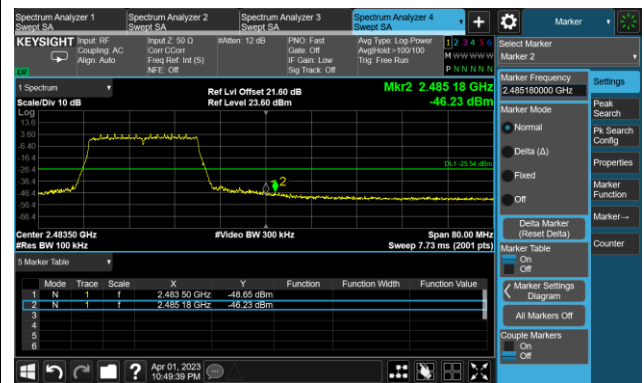 Spectrum Analyzer 1
Swept SA
Spectrum Analyzer 2
Swept SA
Spectrum Analyzer 3
Swept SA
Spectrum Analyzer 4
Swept SA
+
Marker
KEYSIGHT
Input: RF
Coupling: AC
Align: Auto
Input Z: 50 Ω
Corr CCorr
Freq Ref: Int (S)
NFE: Off
#Atten: 12 dB
PNO: Fast
Gate: Off
IF Gain: Low
Sig Track: Off
Avg Type: Log-Power
Avg|Hold:>100/100
Trig: Free Run
1 2 3 4 5 6
M W W W W W
P N N N N N
LXI
Select Marker
Marker 2
1 Spectrum
Scale/Div 10 dB
Log
Ref Lvl Offset 21.60 dB
Ref Level 23.60 dBm
Mkr2 2.485 18 GHz
-46.23 dBm
13.6
3.60
-6.40
-16.4
-26.4
-36.4
-46.4
-56.4
-66.4
DL1 -25.54 dBm
2
Center 2.48350 GHz
#Res BW 100 kHz
#Video BW 300 kHz
Span 80.00 MHz
Sweep 7.73 ms (2001 pts)
5 Marker Table
Mode Trace Scale X Y Function Function Width Function Value
1 N 1 f 2.483 50 GHz -48.65 dBm
2 N 1 f 2.485 18 GHz -46.23 dBm
3
4
5
6
Marker Frequency
2.485180000 GHz
Marker Mode
Normal
Delta (Δ)
Fixed
Off
Delta Marker
(Reset Delta)
Marker Table
On
Off
Marker Settings
Diagram
All Markers Off
Couple Markers
On
Off
Settings
Peak
Search
Pk Search
Config
Properties
Marker
Function
Marker→
Counter
?
Apr 01, 2023
10:49:39 PM